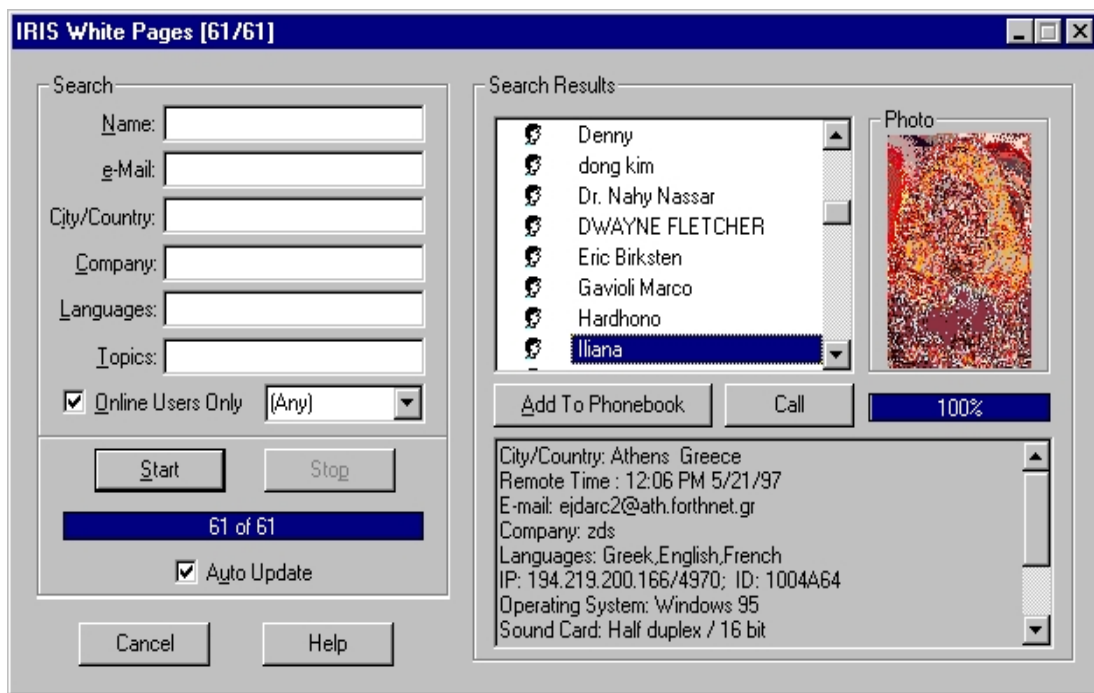 IRIS White Pages [61/61]
Search
Name:
e-Mail:
City/Country:
Company:
Languages:
Topics:
Online Users Only (Any)
Start Stop
61 of 61
Auto Update
Cancel Help
Search Results
Denny
dong kim
Dr. Nahy Nassar
DWAYNE FLETCHER
Eric Birksten
Gavioli Marco
Hardhono
Iliana
Photo
Add To Phonebook Call 100%
City/Country: Athens Greece
Remote Time : 12:06 PM 5/21/97
E-mail: ejdarc2@ath.forthnet.gr
Company: zds
Languages: Greek,English,French
IP: 194.219.200.166/4970; ID: 1004A64
Operating System: Windows 95
Sound Card: Half duplex / 16 bit